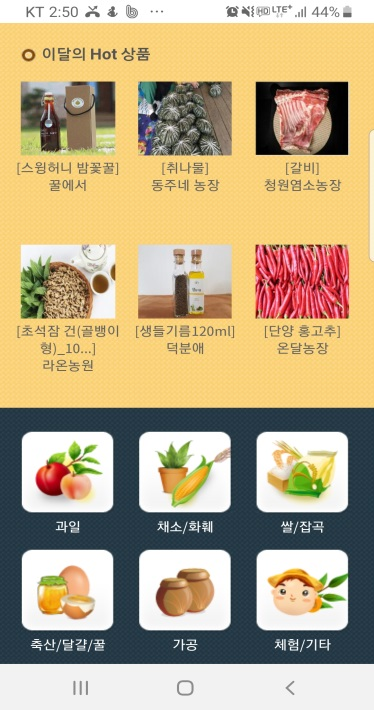 KT 2:50 44%
이달의 Hot 상품
[스윙허니 밤꽃꿀]
꿀에서
[취나물]
동주네 농장
[갈비]
청원염소농장
[초석잠 건(골뱅이
형)_10...]
라온농원
[생들기름120ml]
덕분애
[단양 홍고추]
온달농장
과일
채소/화훼
쌀/잡곡
축산/달걀/꿀
가공
체험/기타